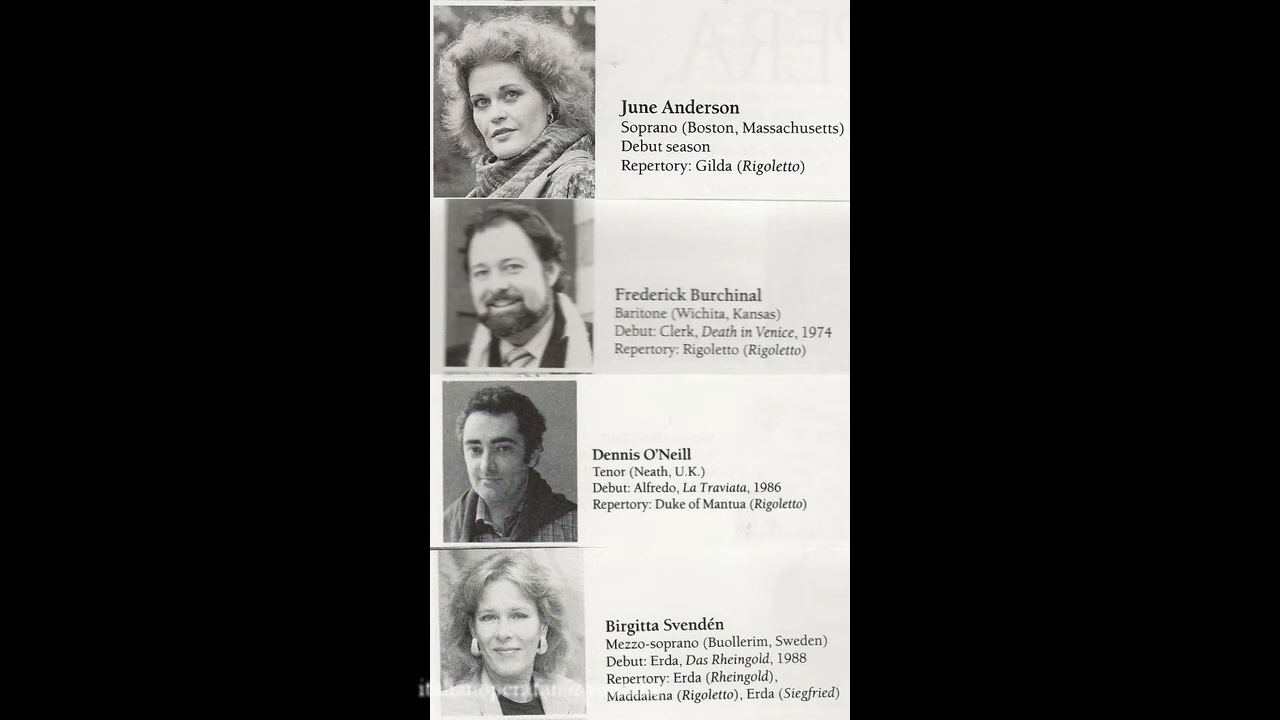 June Anderson
Soprano (Boston, Massachusetts)
Debut season
Repertory: Gilda (Rigoletto)
Frederick Burchinal
Baritone (Wichita, Kansas)
Debut: Clerk, Death in Venice, 1974
Repertory: Rigoletto (Rigoletto)
Dennis O'Neill
Tenor (Neath, U.K.)
Debut: Alfredo, La Traviata, 1986
Repertory: Duke of Mantua (Rigoletto)
Birgitta Svendén
Mezzo-soprano (Buollerim, Sweden)
Debut: Erda, Das Rheingold, 1988
Repertory: Erda (Rheingold),
Maddalena (Rigoletto), Erda (Siegfried)